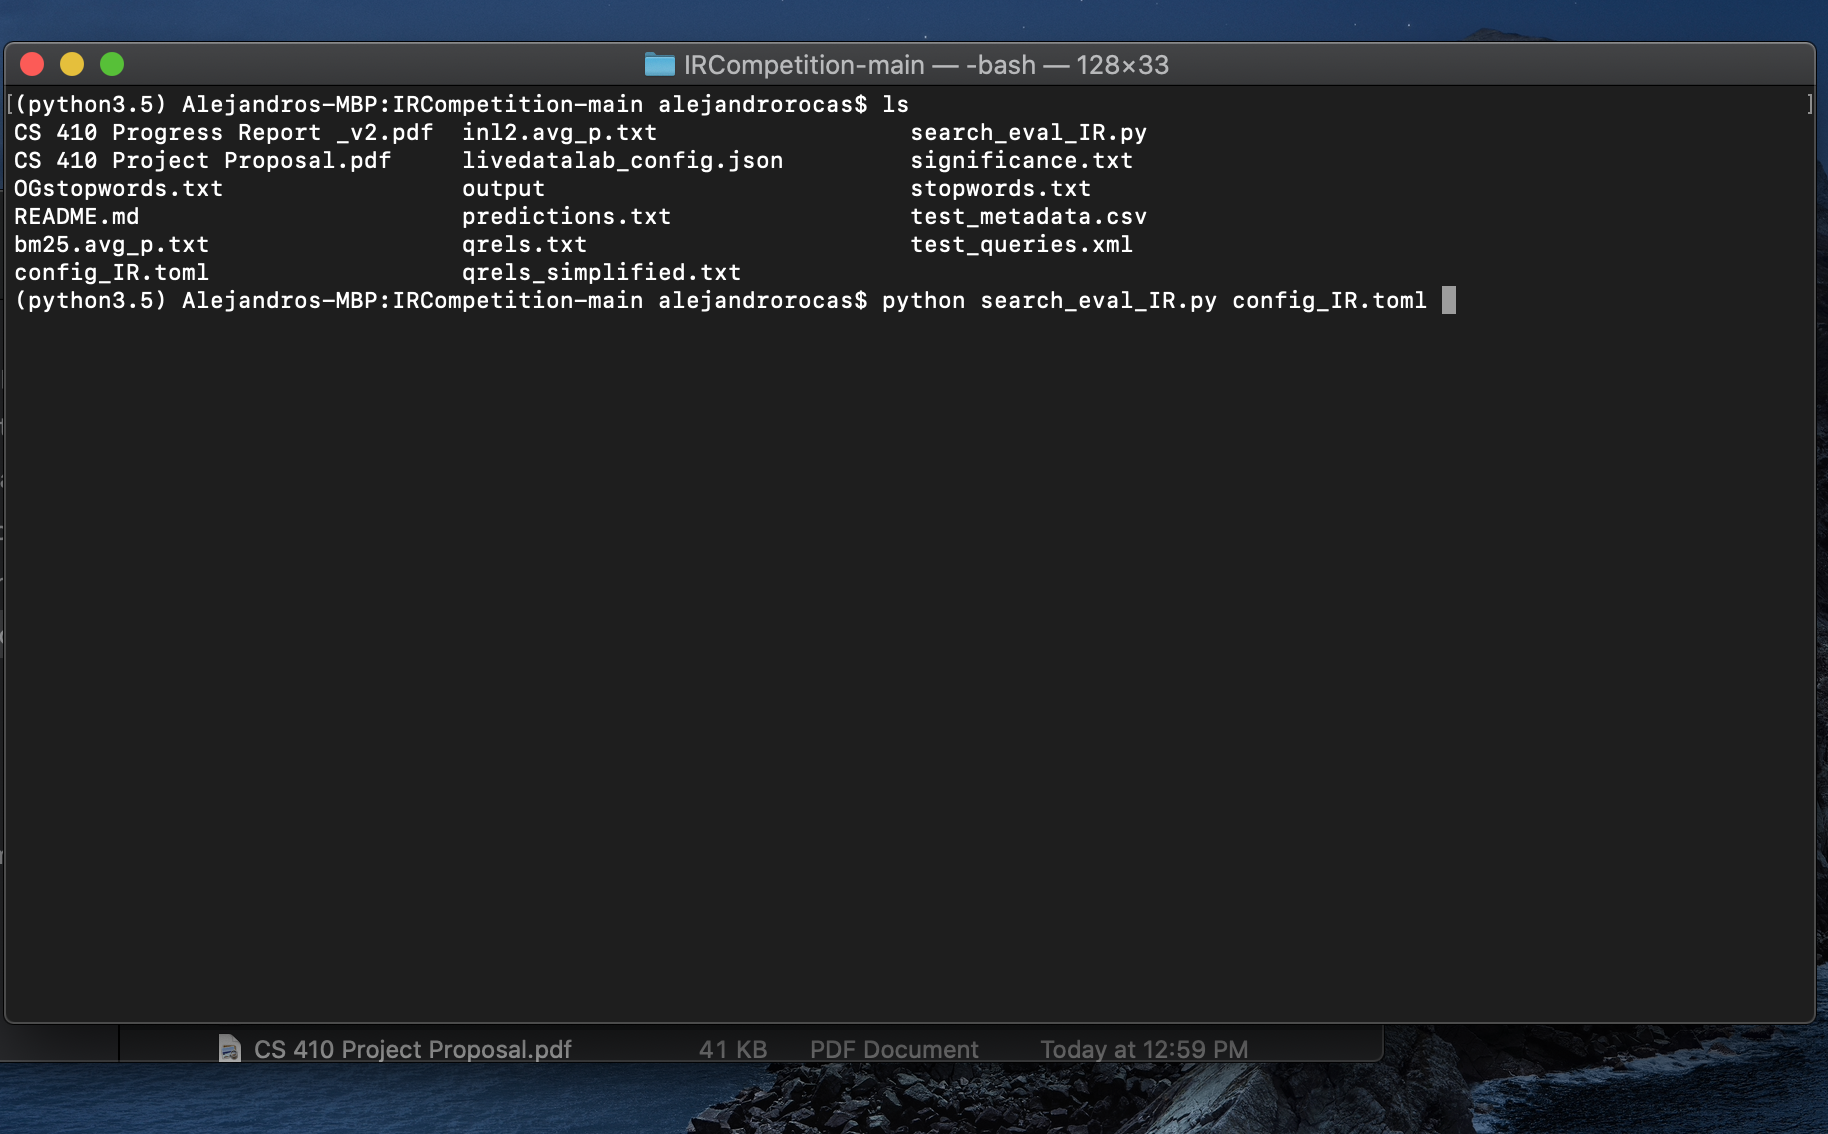 IRCompetition-main — -bash — 128×33
[(python3.5) Alejandros-MBP:IRCompetition-main alejandrorocas$ ls ]
CS 410 Progress Report _v2.pdf inl2.avg_p.txt search_eval_IR.py
CS 410 Project Proposal.pdf livedatalab_config.json significance.txt
OGstopwords.txt output stopwords.txt
README.md predictions.txt test_metadata.csv
bm25.avg_p.txt qrels.txt test_queries.xml
config_IR.toml qrels_simplified.txt
(python3.5) Alejandros-MBP:IRCompetition-main alejandrorocas$ python search_eval_IR.py config_IR.toml
CS 410 Project Proposal.pdf 41 KB PDF Document Today at 12:59 PM